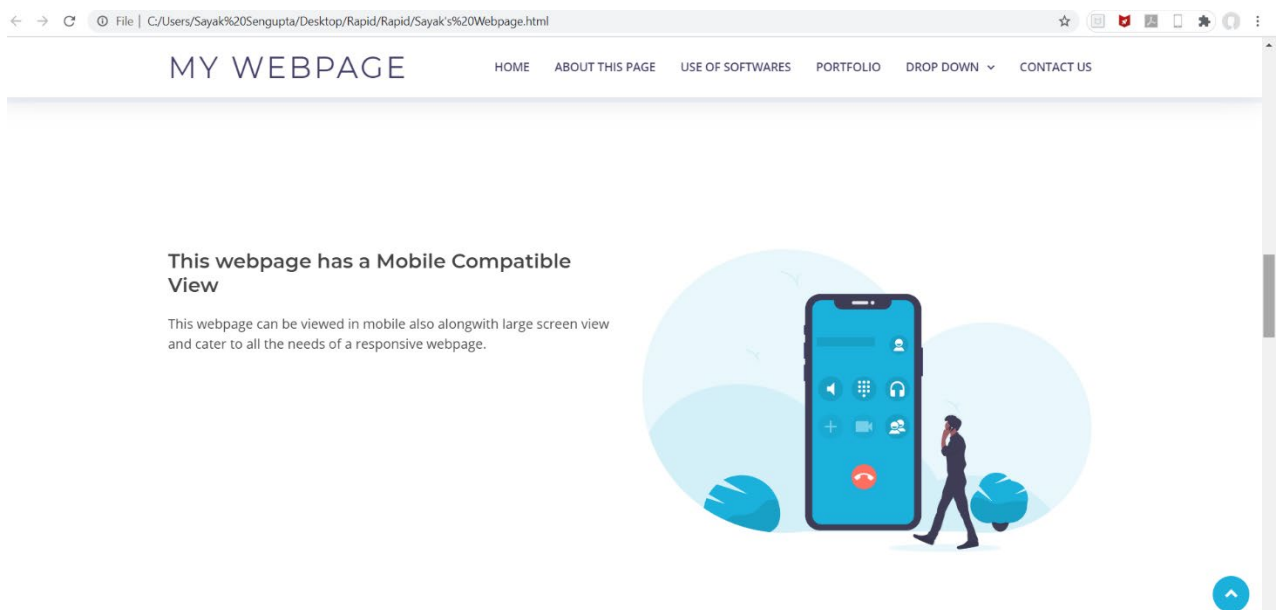 File | C:/Users/Sayak%20Sengupta/Desktop/Rapid/Rapid/Sayak's%20Webpage.html
MY WEBPAGE HOME ABOUT THIS PAGE USE OF SOFTWARES PORTFOLIO DROP DOWN CONTACT US
This webpage has a Mobile Compatible
View
This webpage can be viewed in mobile also alongwith large screen view
and cater to all the needs of a responsive webpage.